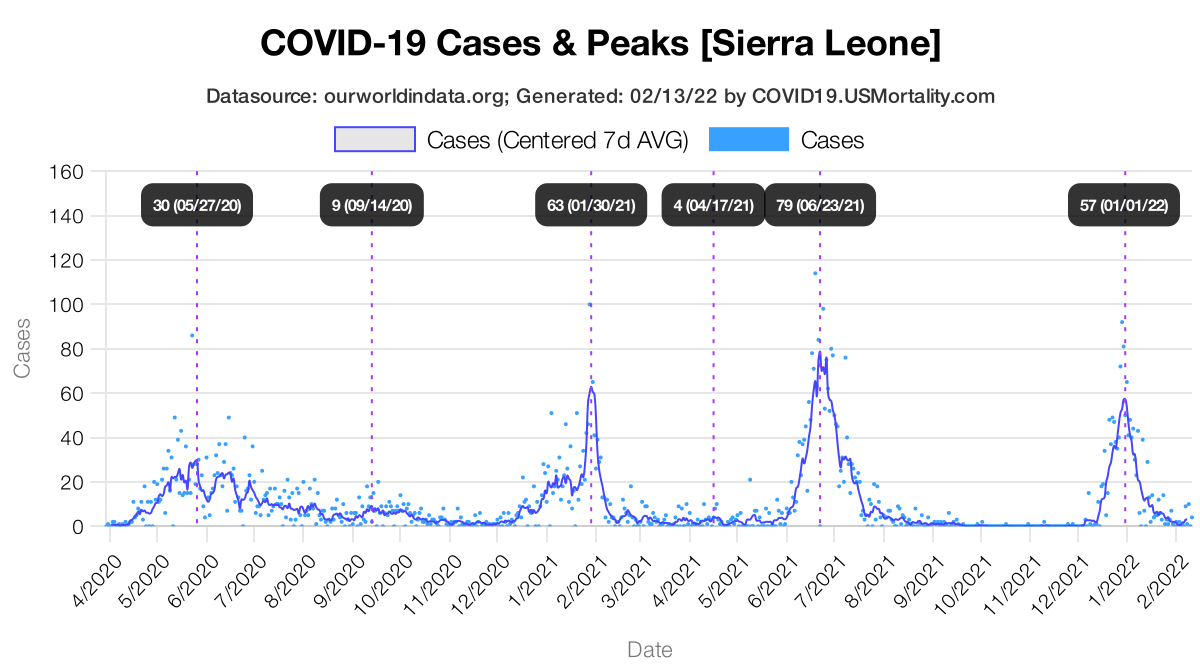 COVID-19 Cases & Peaks [Sierra Leone]
Datasource: ourworldindata.org; Generated: 02/13/22 by COVID19.USMortality.com
Cases (Centered 7d AVG) Cases
160
30 (05/27/20) 9 (09/14/20) 63 (01/30/21) 4 (04/17/21) 79 (06/23/21) 57 (01/01/22)
140
120
100
80
60
40
20
0
Cases
4/2020 5/2020 6/2020 7/2020 8/2020 9/2020 10/2020 11/2020 12/2020 1/2021 2/2021 3/2021 4/2021 5/2021 6/2021 7/2021 8/2021 9/2021 10/2021 11/2021 12/2021 1/2022 2/2022
Date